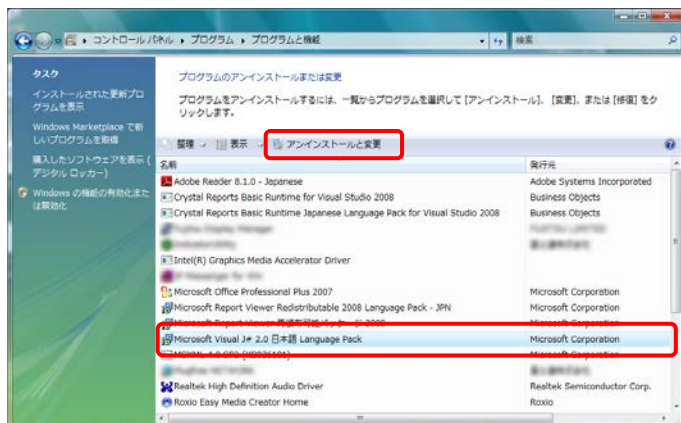 コントロール パネル ▸ プログラム ▸ プログラムと機能
検索
タスク
インストールされた更新プロ
グラムを表示
Windows Marketplace で新
しいプログラムを取得
購入したソフトウェアを表示 (
デジタル ロッカー)
Windows の機能の有効化また
は無効化
プログラムのアンインストールまたは変更
プログラムをアンインストールするには、一覧からプログラムを選択して [アンインストール]、[変更]、または [修復] をク
リックします。
整理 表示 アンインストールと変更
名前 発行元
Adobe Reader 8.1.0 - Japanese Adobe Systems Incorporated
Crystal Reports Basic Runtime for Visual Studio 2008 Business Objects
Crystal Reports Basic Runtime Japanese Language Pack for Visual Studio 2008 Business Objects
Intel(R) Graphics Media Accelerator Driver
Microsoft Office Professional Plus 2007 Microsoft Corporation
Microsoft Report Viewer Redistributable 2008 Language Pack - JPN Microsoft Corporation
Microsoft Visual J# 2.0 日本語 Language Pack Microsoft Corporation
Realtek High Definition Audio Driver Realtek Semiconductor Corp.
Roxio Easy Media Creator Home Roxio